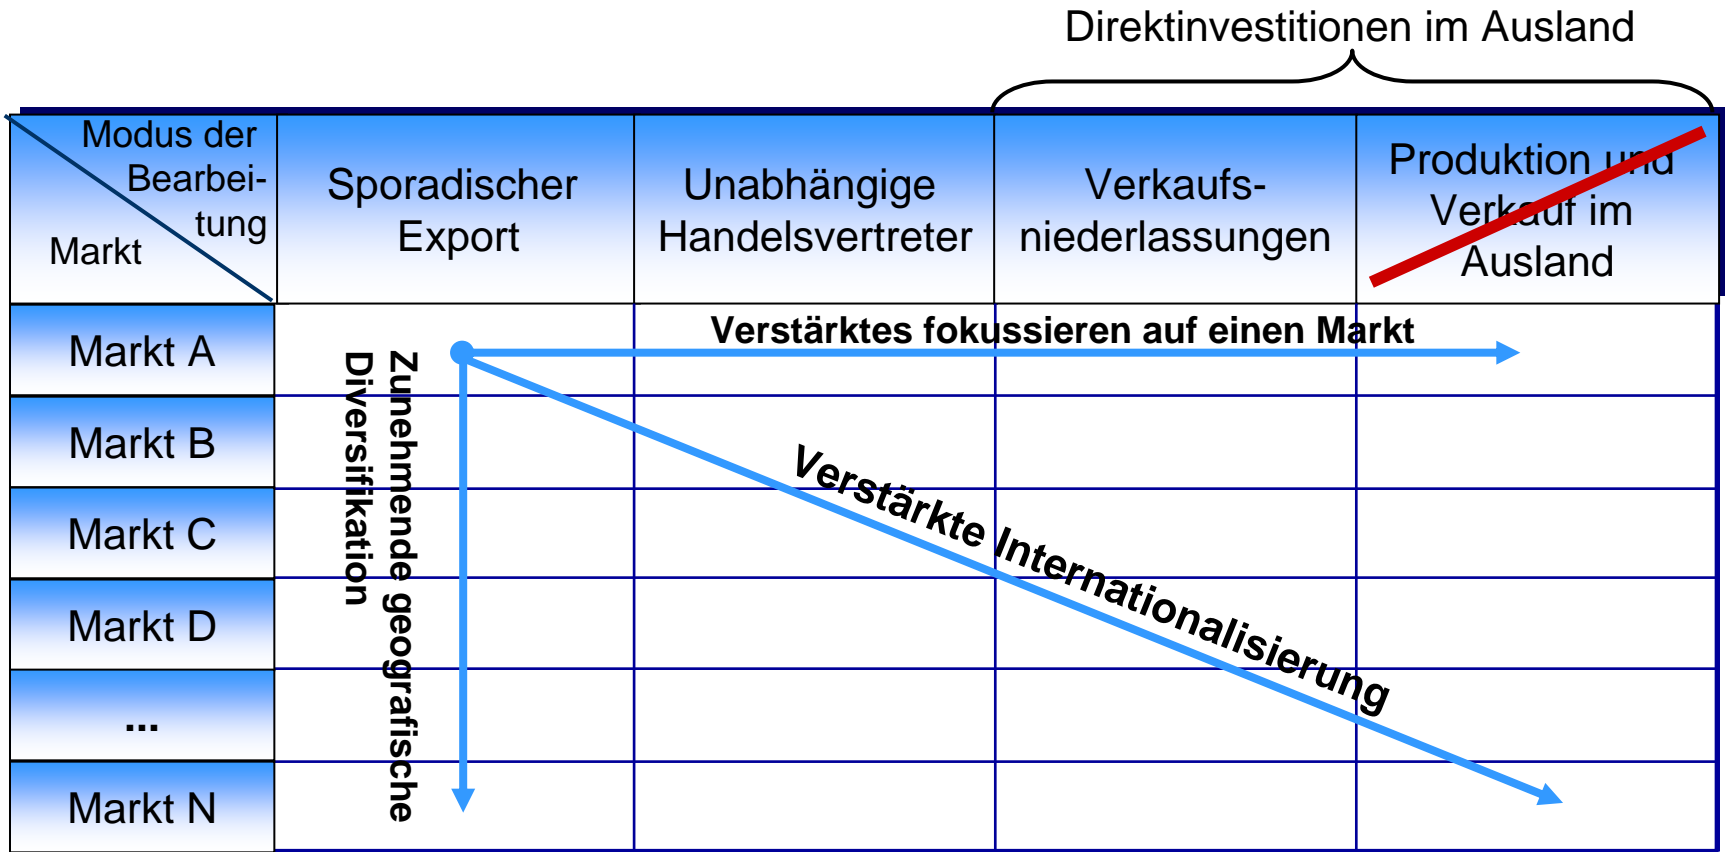 Direktinvestitionen im Ausland
Modus der
Bearbei-
tung
Markt
Sporadischer
Export
Unabhängige
Handelsvertreter
Verkaufs-
niederlassungen
Produktion und
Verkauf im
Ausland
Markt A
Verstärktes fokussieren auf einen Markt
Zunehmende geografische
Diversifikation
Verstärkte Internationalisierung
Markt B
Markt C
Markt D
...
Markt N